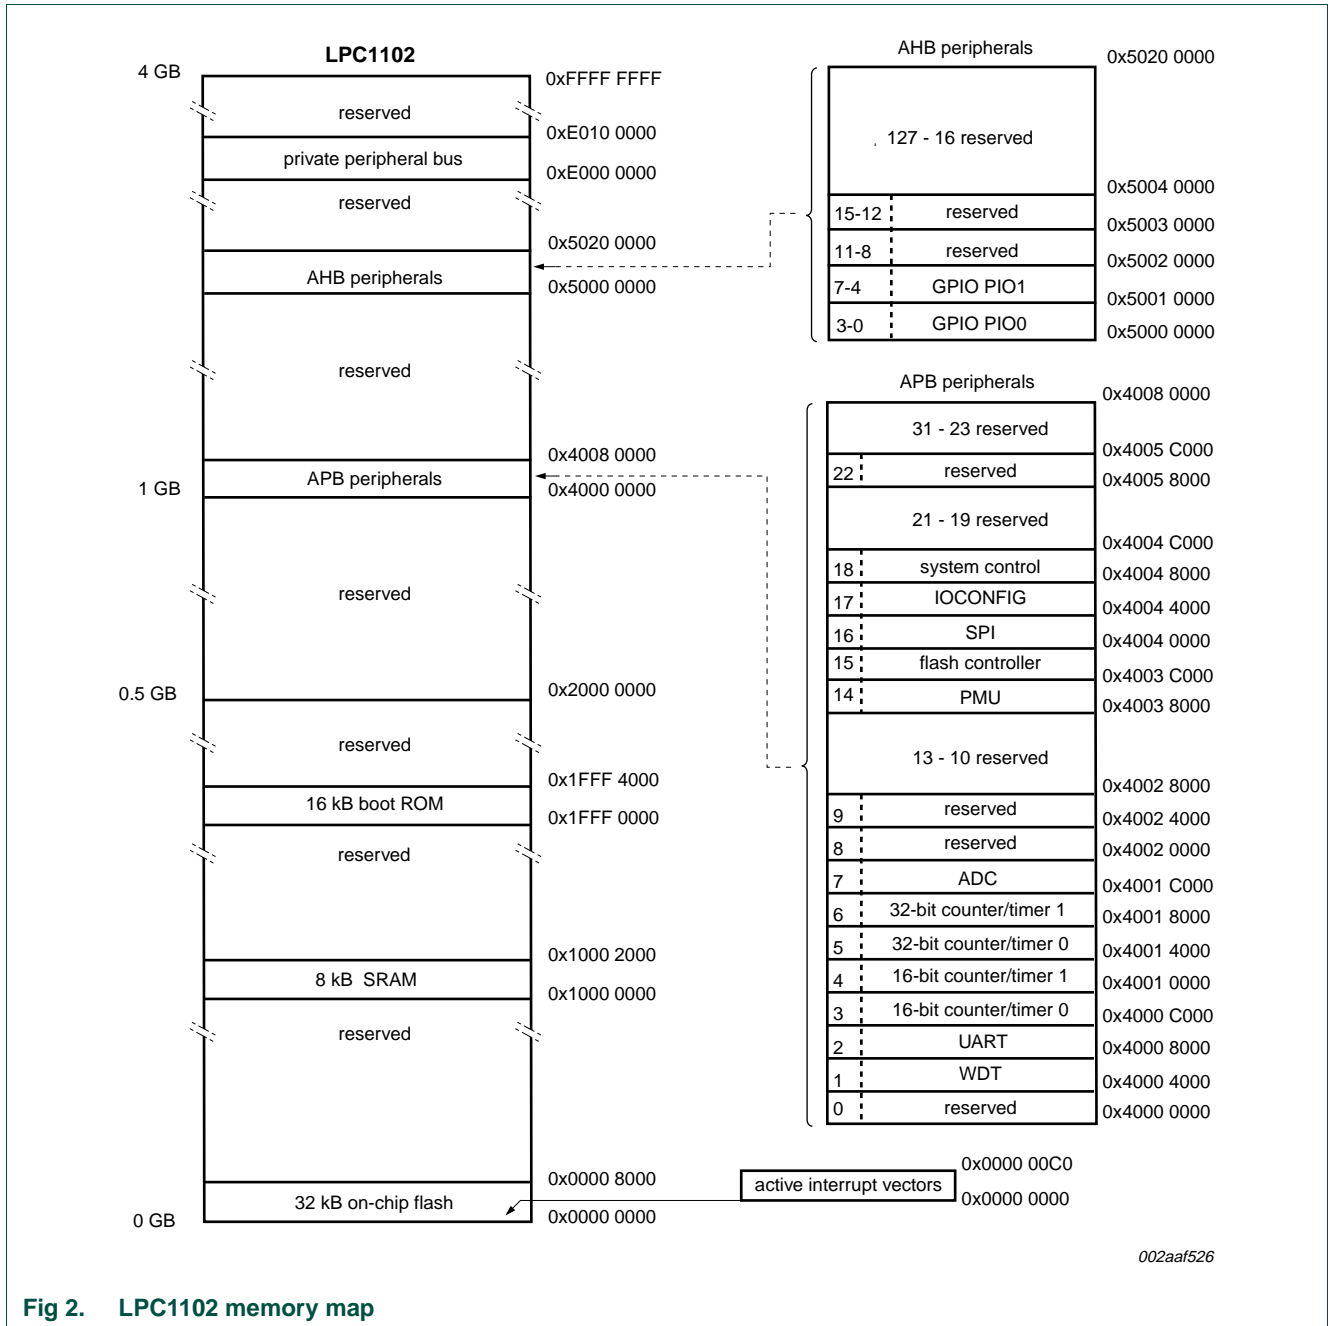 LPC1102
4 GB
0xFFFF FFFF
reserved
0xE010 0000
private peripheral bus
0xE000 0000
reserved
0x5020 0000
AHB peripherals
0x5000 0000
reserved
0x4008 0000
APB peripherals
1 GB
0x4000 0000
reserved
0x2000 0000
0.5 GB
reserved
0x1FFF 4000
16 kB boot ROM
0x1FFF 0000
reserved
0x1000 2000
8 kB SRAM
0x1000 0000
reserved
0x0000 8000
32 kB on-chip flash
0 GB
0x0000 0000
AHB peripherals
0x5020 0000
127 - 16 reserved
0x5004 0000
15-12 reserved
0x5003 0000
11-8 reserved
0x5002 0000
7-4 GPIO PIO1
0x5001 0000
3-0 GPIO PIO0
0x5000 0000
APB peripherals
0x4008 0000
31 - 23 reserved
0x4005 C000
22 reserved
0x4005 8000
21 - 19 reserved
0x4004 C000
18 system control
0x4004 8000
17 IOCONFIG
0x4004 4000
16 SPI
0x4004 0000
15 flash controller
0x4003 C000
14 PMU
0x4003 8000
13 - 10 reserved
0x4002 8000
9 reserved
0x4002 4000
8 reserved
0x4002 0000
7 ADC
0x4001 C000
6 32-bit counter/timer 1
0x4001 8000
5 32-bit counter/timer 0
0x4001 4000
4 16-bit counter/timer 1
0x4001 0000
3 16-bit counter/timer 0
0x4000 C000
2 UART
0x4000 8000
1 WDT
0x4000 4000
0 reserved
0x4000 0000
0x0000 00C0
active interrupt vectors
0x0000 0000
002aaf526
Fig 2. LPC1102 memory map